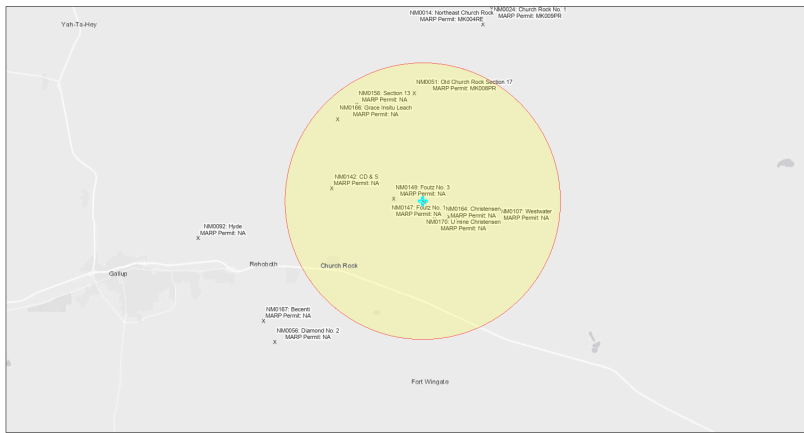 NM0014: Northeast Church Rock
MARP Permit: MK004RE
NM0024: Church Rock No. 1
MARP Permit: MK009PR
Yah-Ta-Hey
NM0051: Old Church Rock Section 17
MARP Permit: MK008PR
NM0156: Section 13
MARP Permit: NA
NM0166: Grace Insitu Leach
MARP Permit: NA
NM0142: CD & S
MARP Permit: NA
NM0149: Foutz No. 3
MARP Permit: NA
NM0147: Foutz No. 1
MARP Permit: NA
NM0164: Christensen
MARP Permit: NA
NM0107: Westwater
MARP Permit: NA
NM0170: U mine Christensen
MARP Permit: NA
NM0092: Hyde
MARP Permit: NA
Rehoboth
Church Rock
Gallup
NM0167: Becenti
MARP Permit: NA
NM0056: Diamond No. 2
MARP Permit: NA
Fort Wingate